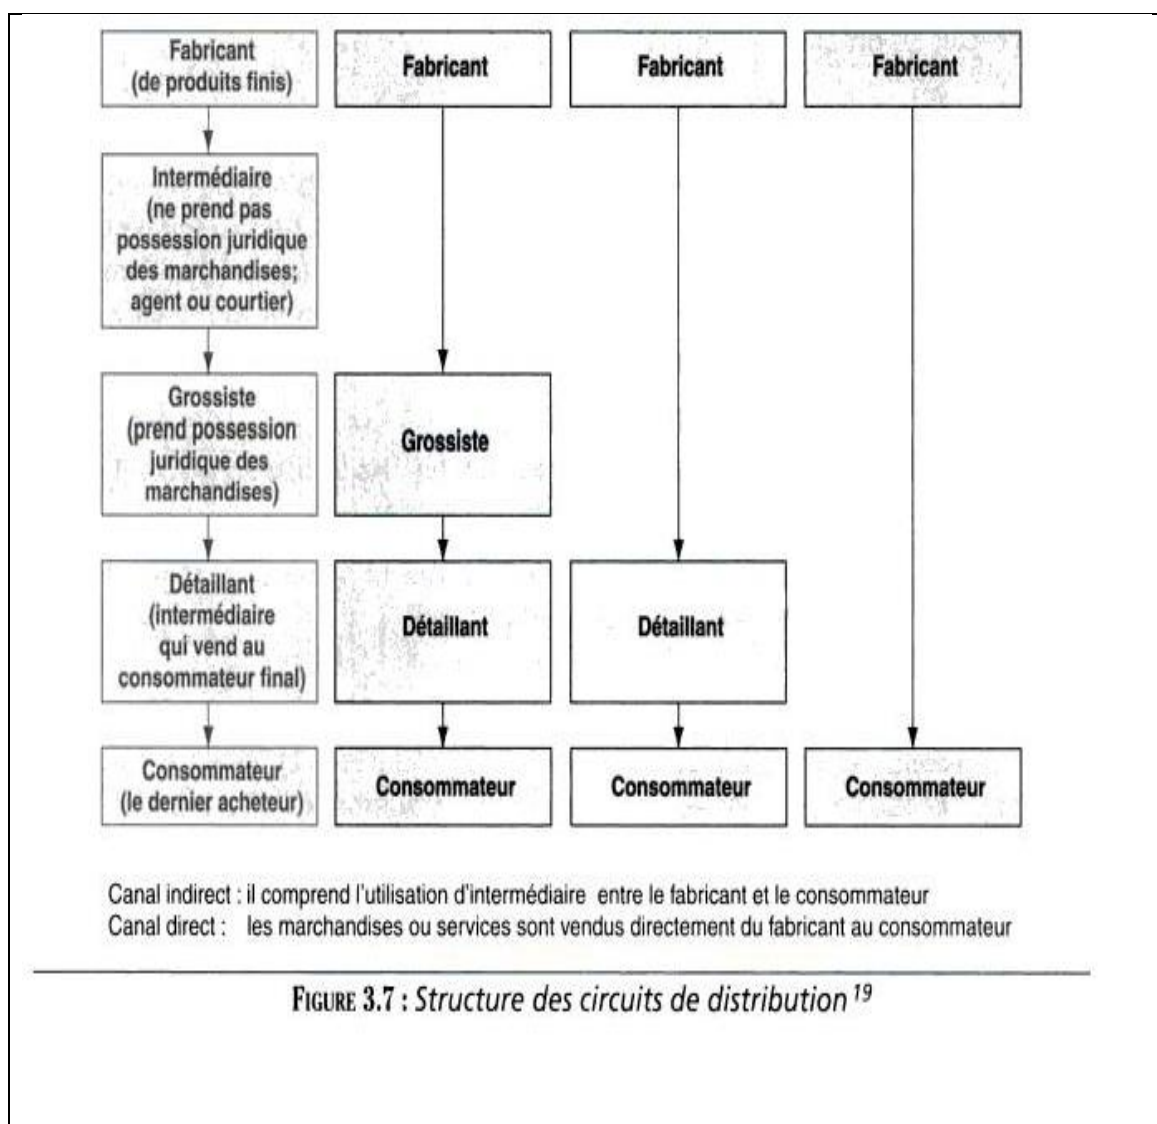 Fabricant
(de produits finis)
Fabricant
Fabricant
Fabricant
Intermédiaire
(ne prend pas
possession juridique
des marchandises;
agent ou courtier)
Grossiste
(prend possession
juridique des
marchandises)
Grossiste
Détaillant
(intermédiaire
qui vend au
consommateur final)
Détaillant
Détaillant
Consommateur
(le dernier acheteur)
Consommateur
Consommateur
Consommateur
Canal indirect : il comprend l'utilisation d'intermédiaire entre le fabricant et le consommateur
Canal direct : les marchandises ou services sont vendus directement du fabricant au consommateur
FIGURE 3.7 : Structure des circuits de distribution 19